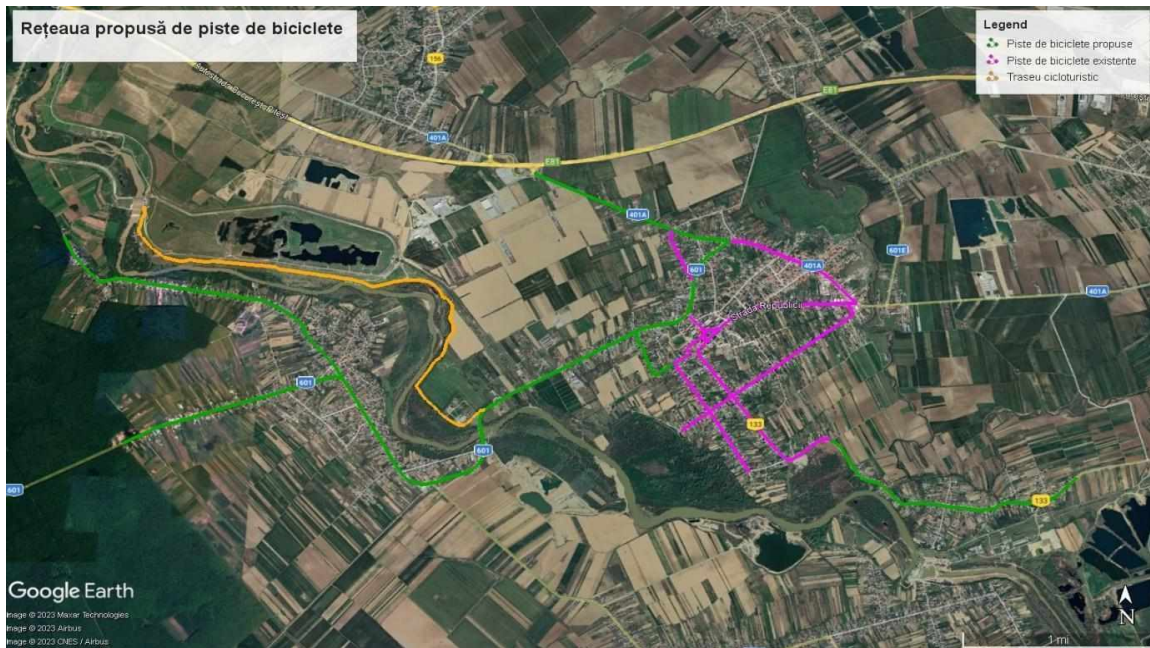 Rețeaua propusă de piste de biciclete
Legend
Piste de biciclete propuse
Piste de biciclete existente
Traseu cicloturistic
156
401A
E81
E81
401A
601E
601
401A
401A
Strada Republicii
601
133
601
601
133
Google Earth
Image © 2023 Maxar Technologies
Image © 2023 Airbus
Image © 2023 CNES / Airbus
N
1 mi